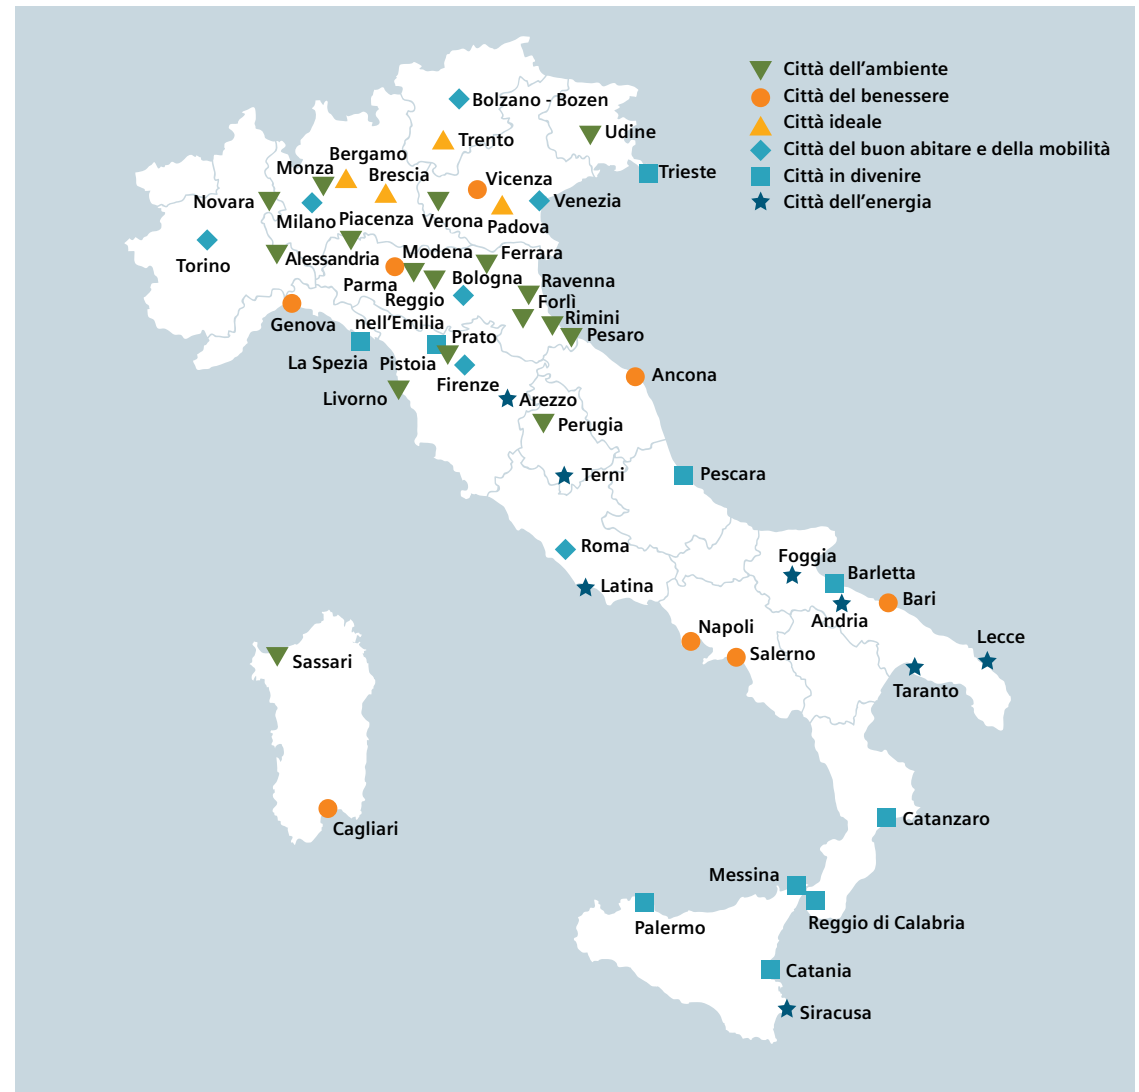 Città dell'ambiente
Città del benessere
Città ideale
Città del buon abitare e della mobilità
Città in divenire
Città dell'energia
Bolzano - Bozen
Trento
Udine
Trieste
Bergamo
Monza
Brescia
Vicenza
Novara
Venezia
Milano
Piacenza
Verona
Padova
Torino
Alessandria
Modena
Ferrara
Parma
Bologna
Ravenna
Reggio
nell'Emilia
Forlì
Rimini
Genova
Prato
Pesaro
La Spezia
Pistoia
Firenze
Ancona
Livorno
Arezzo
Perugia
Terni
Pescara
Roma
Foggia
Latina
Barletta
Bari
Andria
Napoli
Salerno
Lecce
Taranto
Sassari
Cagliari
Catanzaro
Messina
Reggio di Calabria
Palermo
Catania
Siracusa